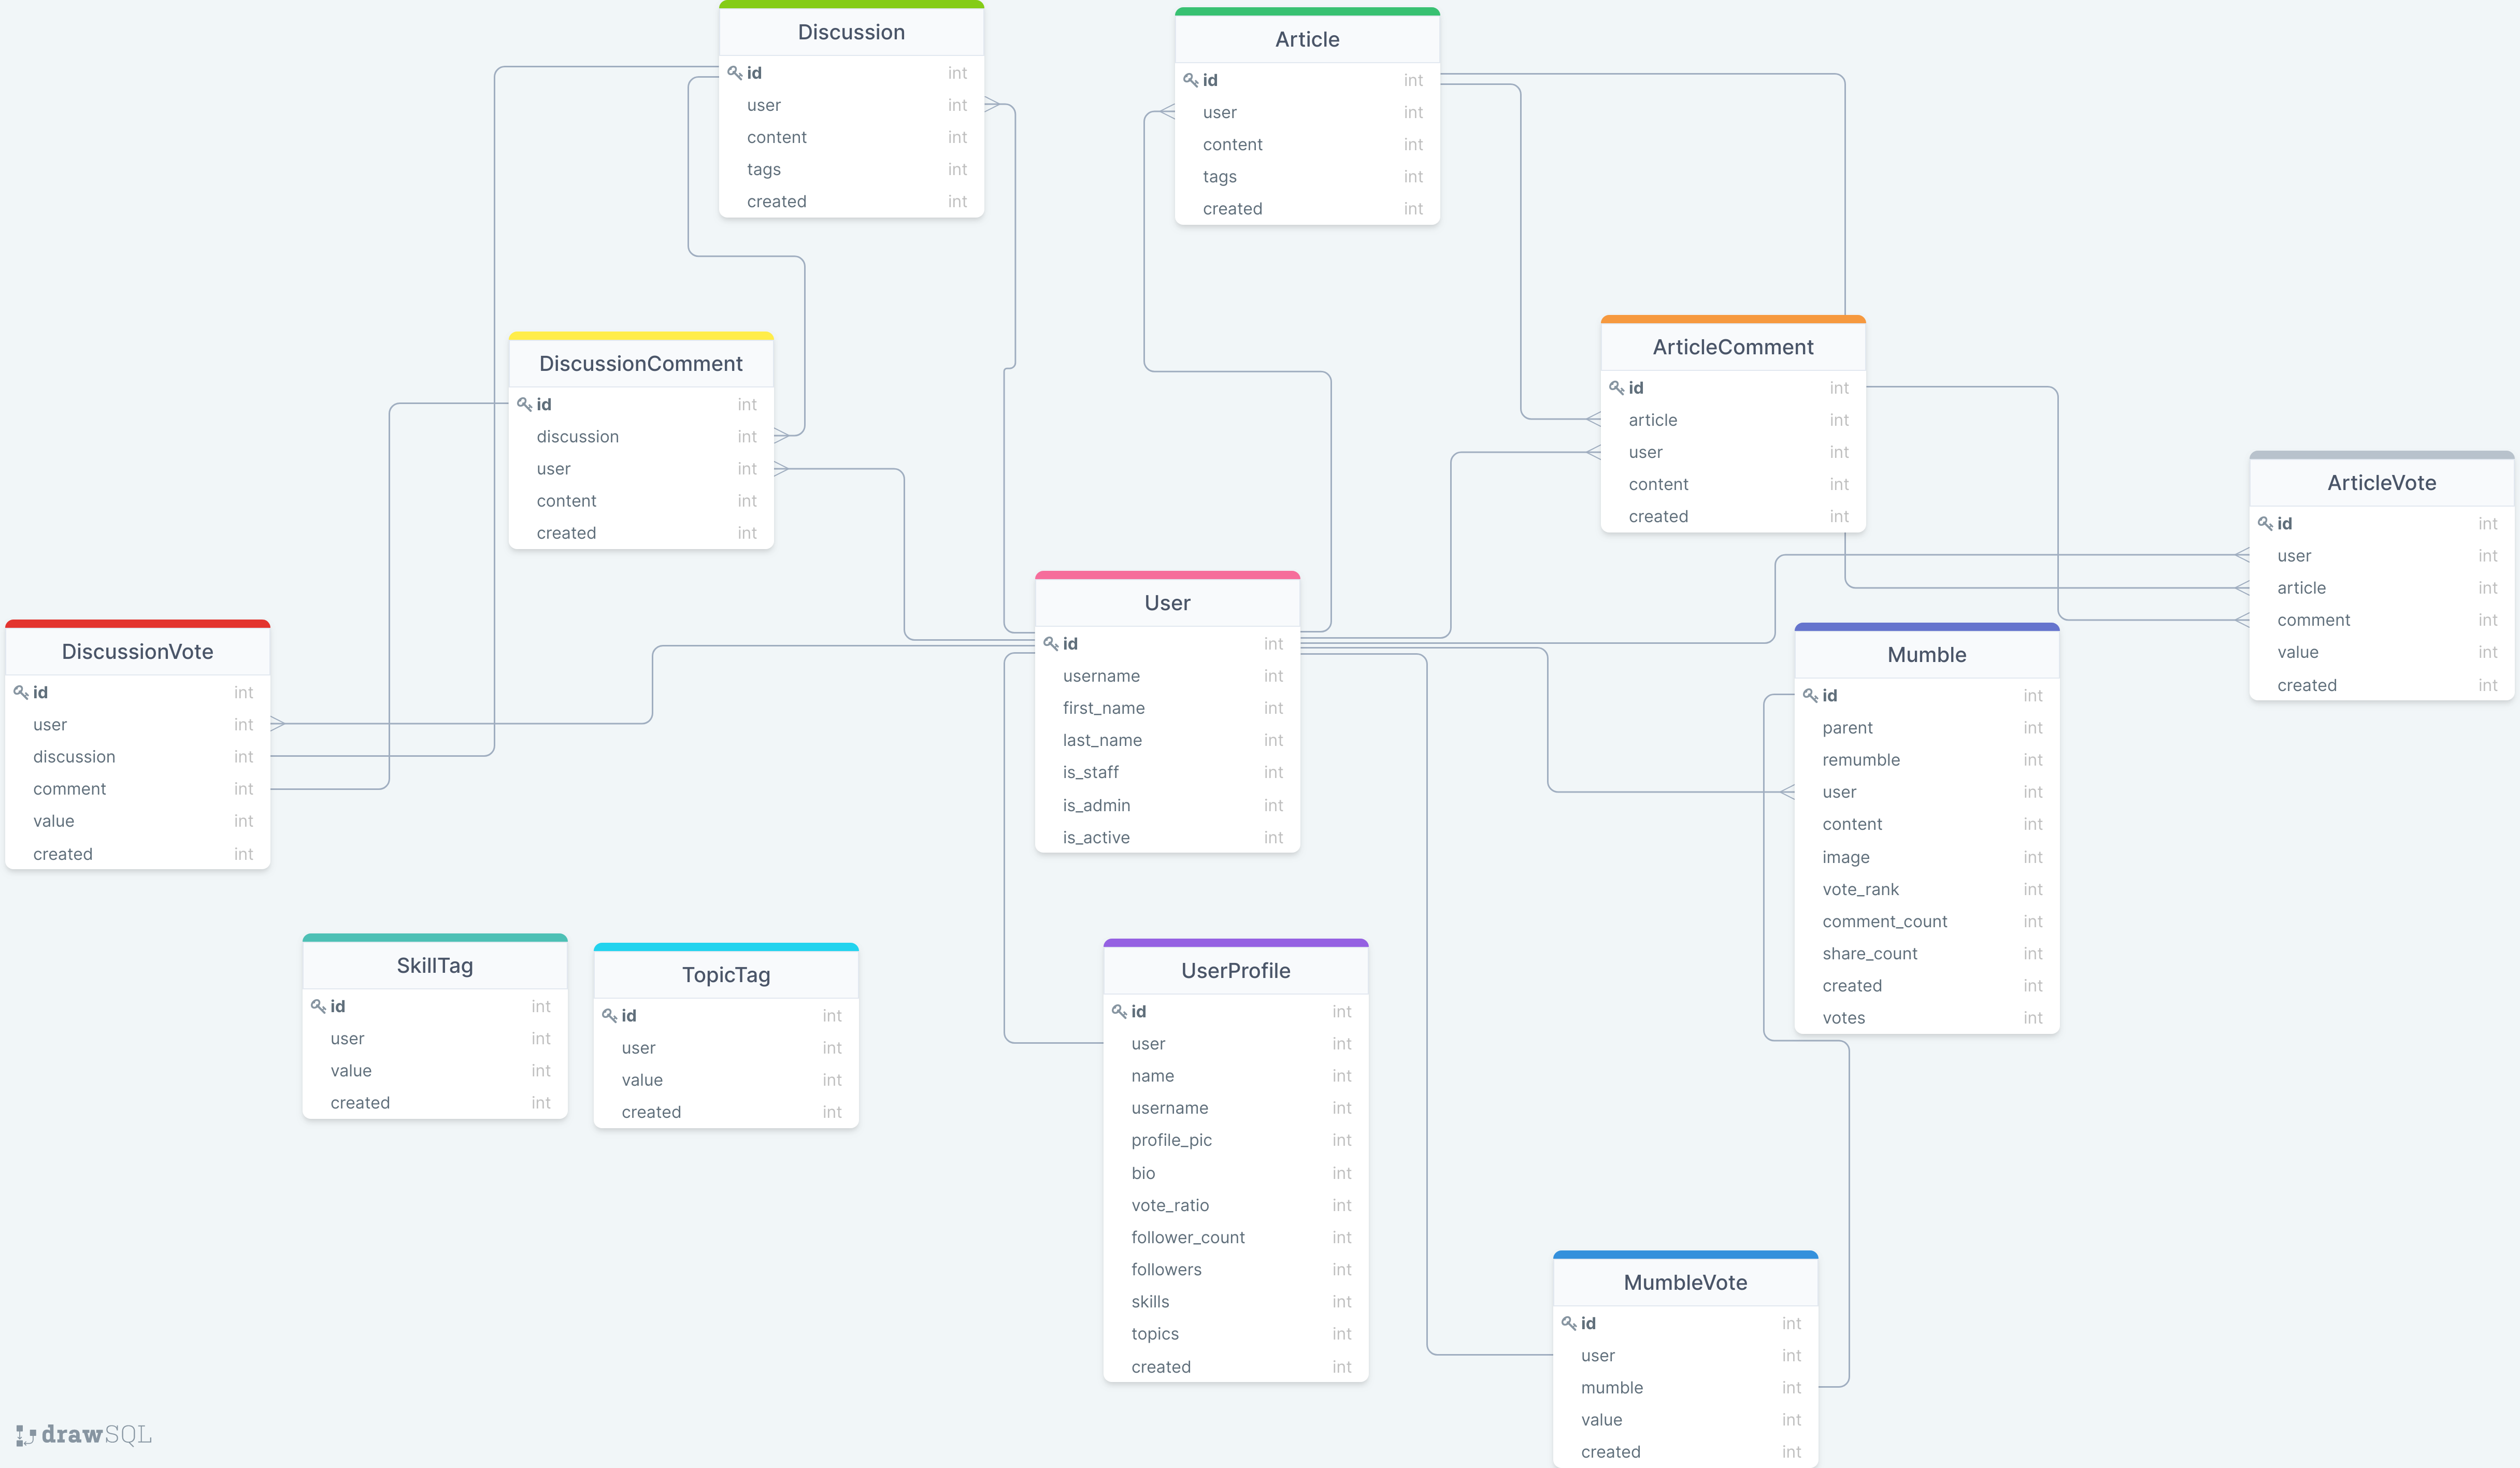 Discussion
id int
user int
content int
tags int
created int
Article
id int
user int
content int
tags int
created int
DiscussionComment
id int
discussion int
user int
content int
created int
ArticleComment
id int
article int
user int
content int
created int
ArticleVote
id int
user int
article int
comment int
value int
created int
User
id int
username int
first_name int
last_name int
is_staff int
is_admin int
is_active int
DiscussionVote
id int
user int
discussion int
comment int
value int
created int
Mumble
id int
parent int
remumble int
user int
content int
image int
vote_rank int
comment_count int
share_count int
created int
votes int
SkillTag
id int
user int
value int
created int
TopicTag
id int
user int
value int
created int
UserProfile
id int
user int
name int
username int
profile_pic int
bio int
vote_ratio int
follower_count int
followers int
skills int
topics int
created int
MumbleVote
id int
user int
mumble int
value int
created int
drawSQL